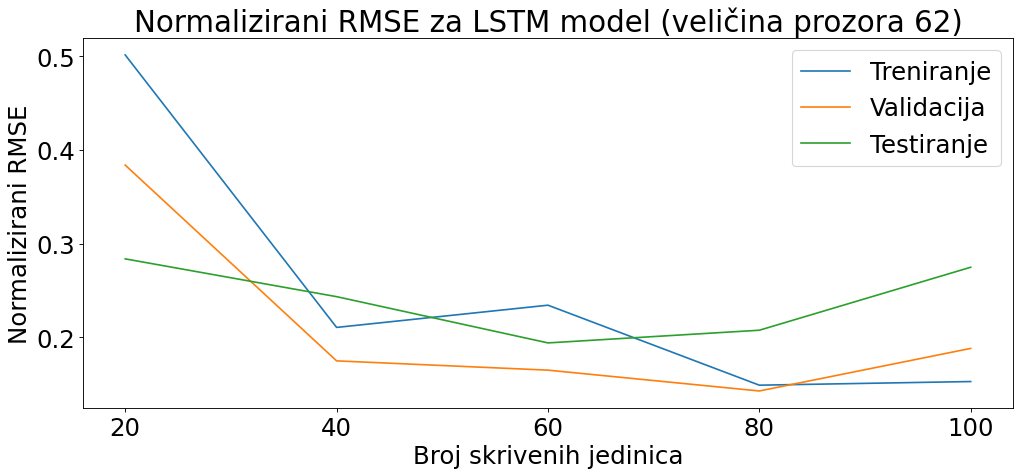 Normalizirani RMSE za LSTM model (veličina prozora 62)
Normalizirani RMSE
0.5
0.4
0.3
0.2
Treniranje
Validacija
Testiranje
20 40 60 80 100
Broj skrivenih jedinica